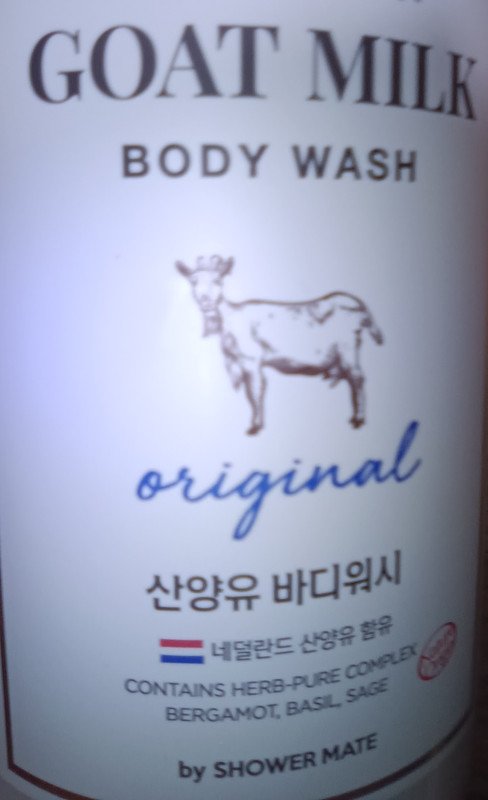 GOAT MILK
BODY WASH
original
산양유 바디워시
네덜란드 산양유 함유
CONTAINS HERB-PURE COMPLEX
BERGAMOT, BASIL, SAGE
by SHOWER MATE